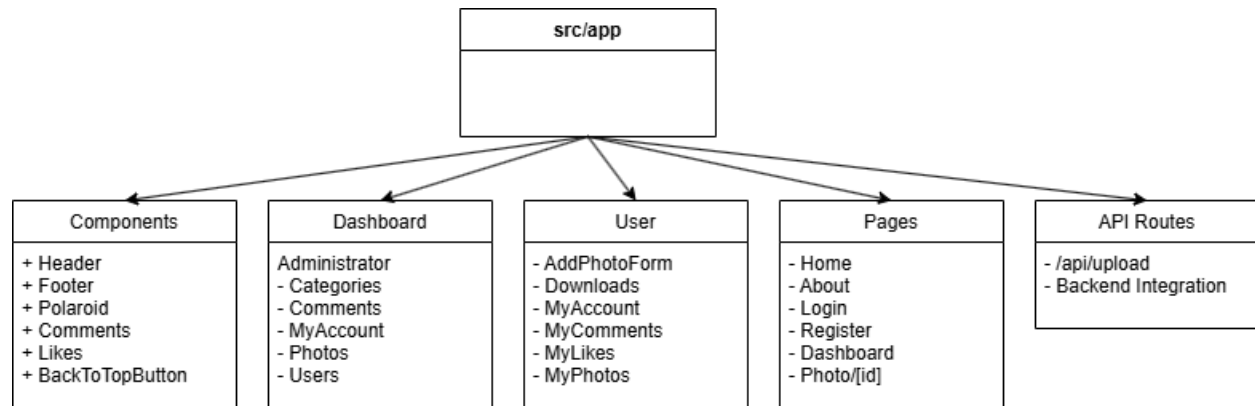 src/app
Components
+ Header
+ Footer
+ Polaroid
+ Comments
+ Likes
+ BackToTopButton
Dashboard
Administrator
- Categories
- Comments
- MyAccount
- Photos
- Users
User
- AddPhotoForm
- Downloads
- MyAccount
- MyComments
- MyLikes
- MyPhotos
Pages
- Home
- About
- Login
- Register
- Dashboard
- Photo/[id]
API Routes
- /api/upload
- Backend Integration